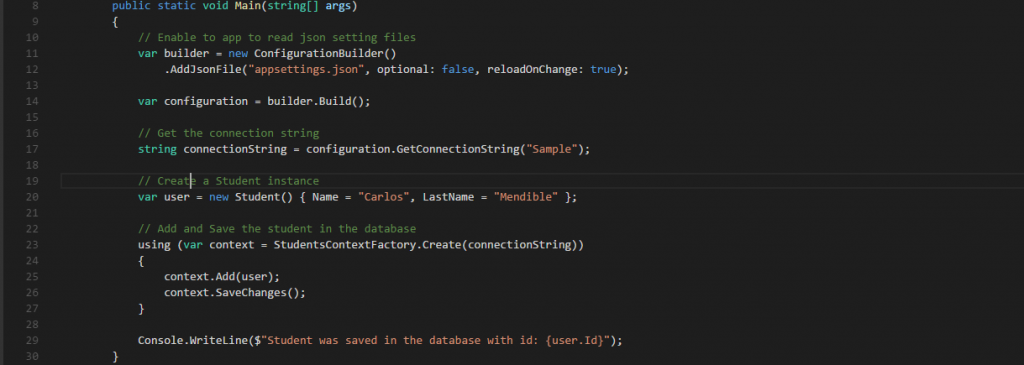 8 public static void Main(string[] args)
9 {
10 // Enable to app to read json setting files
11 var builder = new ConfigurationBuilder()
12 .AddJsonFile("appsettings.json", optional: false, reloadOnChange: true);
13
14 var configuration = builder.Build();
15
16 // Get the connection string
17 string connectionString = configuration.GetConnectionString("Sample");
18
19 // Create a Student instance
20 var user = new Student() { Name = "Carlos", LastName = "Mendible" };
21
22 // Add and Save the student in the database
23 using (var context = StudentsContextFactory.Create(connectionString))
24 {
25 context.Add(user);
26 context.SaveChanges();
27 }
28
29 Console.WriteLine($"Student was saved in the database with id: {user.Id}");
30 }